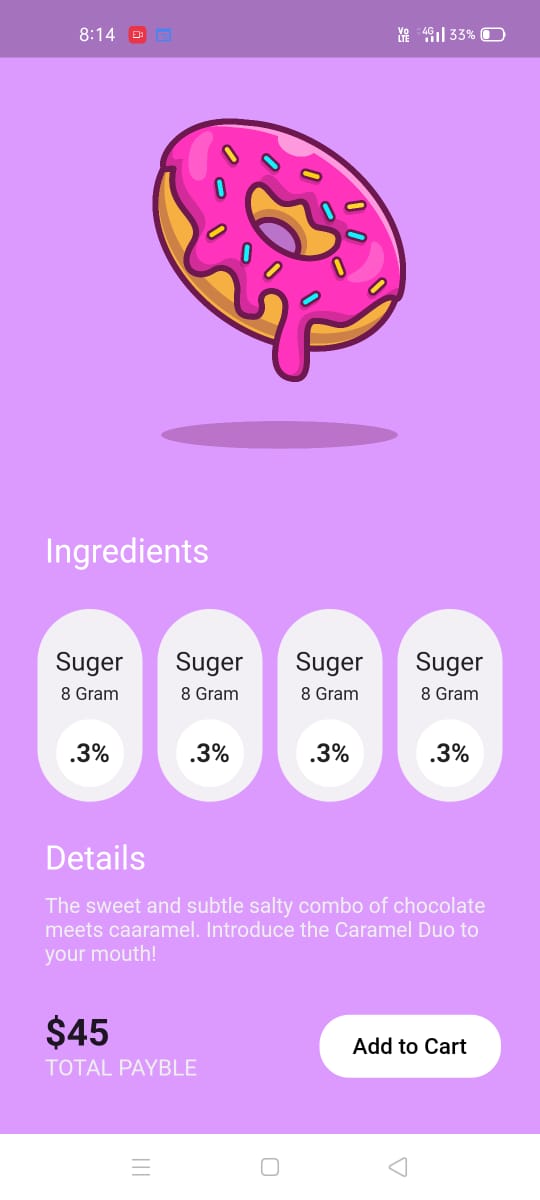 8:14
Vo LTE 4G 33%
Ingredients
Suger Suger Suger Suger
8 Gram 8 Gram 8 Gram 8 Gram
.3% .3% .3% .3%
Details
The sweet and subtle salty combo of chocolate
meets caaramel. Introduce the Caramel Duo to
your mouth!
$45
TOTAL PAYBLE
Add to Cart